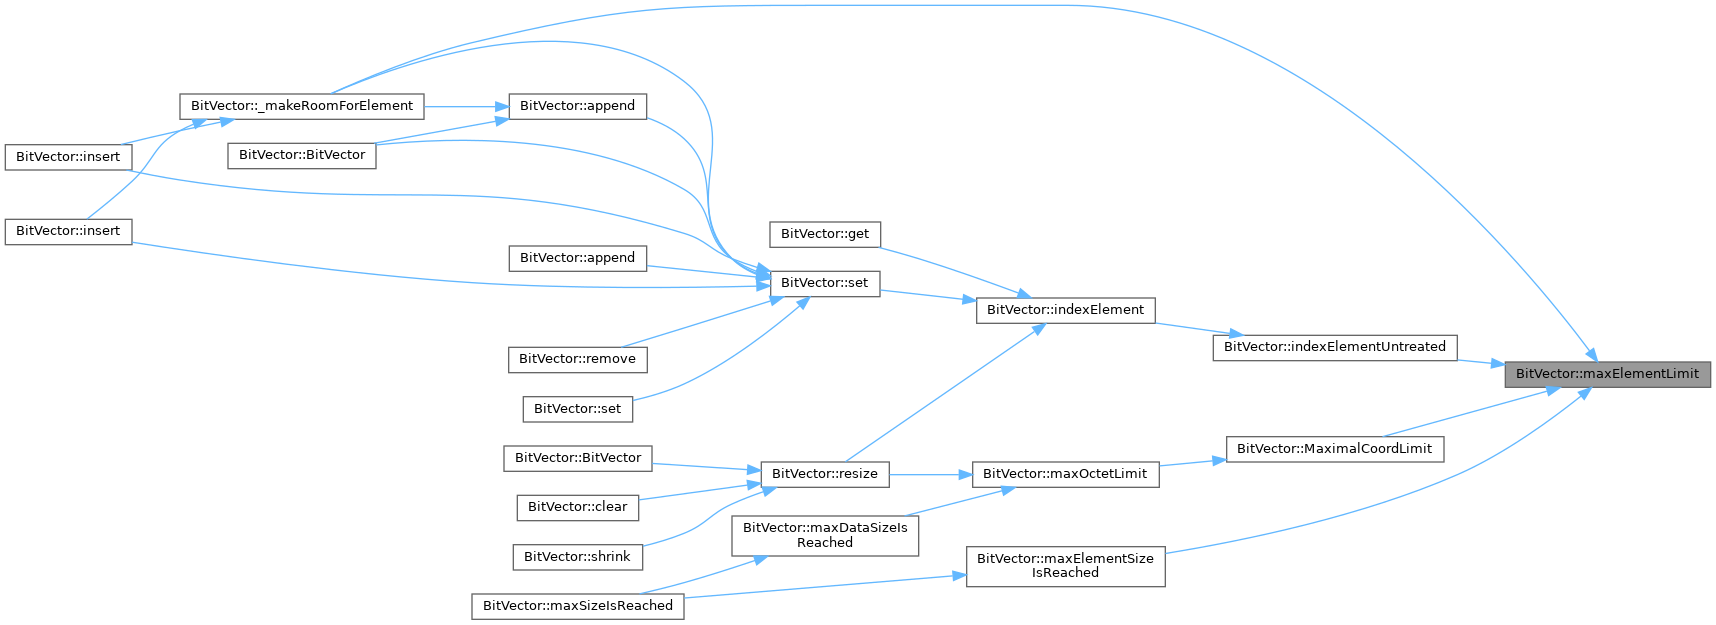 BitVector::_makeRoomForElement
BitVector::append
BitVector::insert
BitVector::BitVector
BitVector::insert
BitVector::get
BitVector::append
BitVector::set
BitVector::indexElement
BitVector::remove
BitVector::indexElementUntreated
BitVector::maxElementLimit
BitVector::set
BitVector::BitVector
BitVector::MaximalCoordLimit
BitVector::resize
BitVector::maxOctetLimit
BitVector::clear
BitVector::maxDataSizeIs
Reached
BitVector::shrink
BitVector::maxElementSize
IsReached
BitVector::maxSizeIsReached